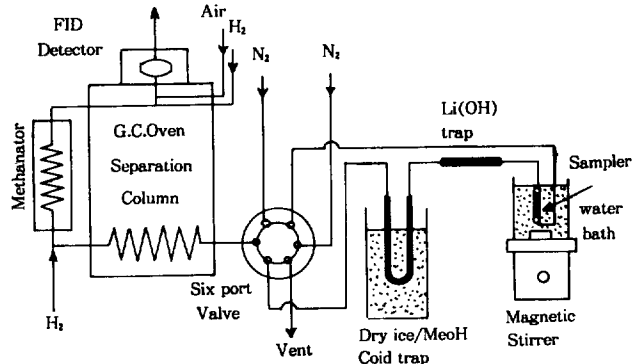 FID
Detector
Air
H₂
N₂
N₂
Methanator
G.C.Oven
Separation
Column
Li(OH)
trap
Sampler
water
bath
Six port
Valve
H₂
Vent
Dry ice/MeoH
Coid trap
Magnetic
Stirrer